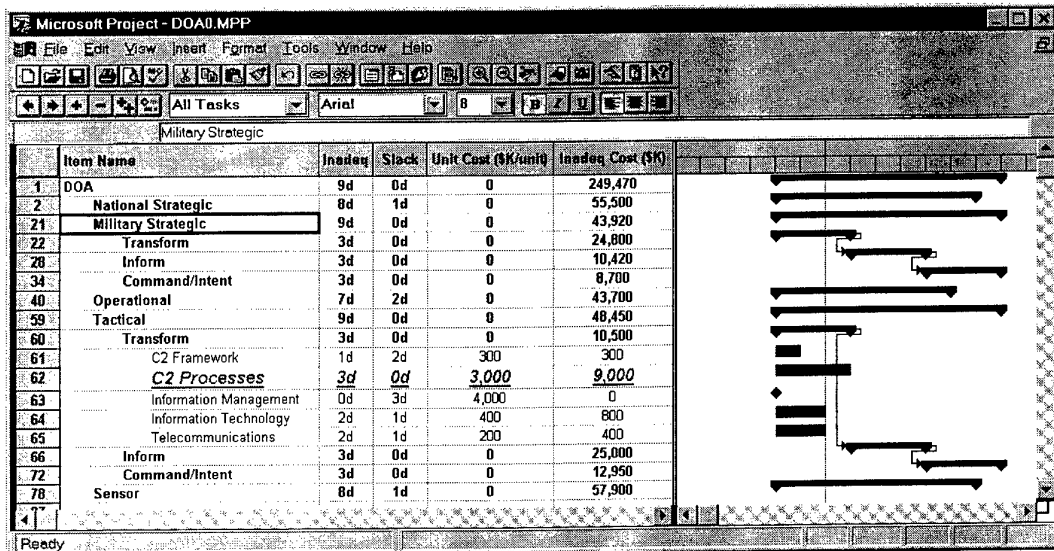 Microsoft Project - DOA0.MPP
File Edit View Insert Format Tools Window Help
All Tasks Arial 8 B I U
Military Strategic
Item Name Inadeq Slack Unit Cost ($K/unit) Inadeq Cost ($K)
1 DOA 9d 0d 0 249,470
2 National Strategic 8d 1d 0 55,500
21 Military Strategic 9d 0d 0 43,920
22 Transform 3d 0d 0 24,800
28 Inform 3d 0d 0 10,420
34 Command/Intent 3d 0d 0 8,700
40 Operational 7d 2d 0 43,700
59 Tactical 9d 0d 0 48,450
60 Transform 3d 0d 0 10,500
61 C2 Framework 1d 2d 300 300
62 C2 Processes 3d 0d 3,000 9,000
63 Information Management 0d 3d 4,000 0
64 Information Technology 2d 1d 400 800
65 Telecommunications 2d 1d 200 400
66 Inform 3d 0d 0 25,000
72 Command/Intent 3d 0d 0 12,950
78 Sensor 8d 1d 0 57,900
Ready